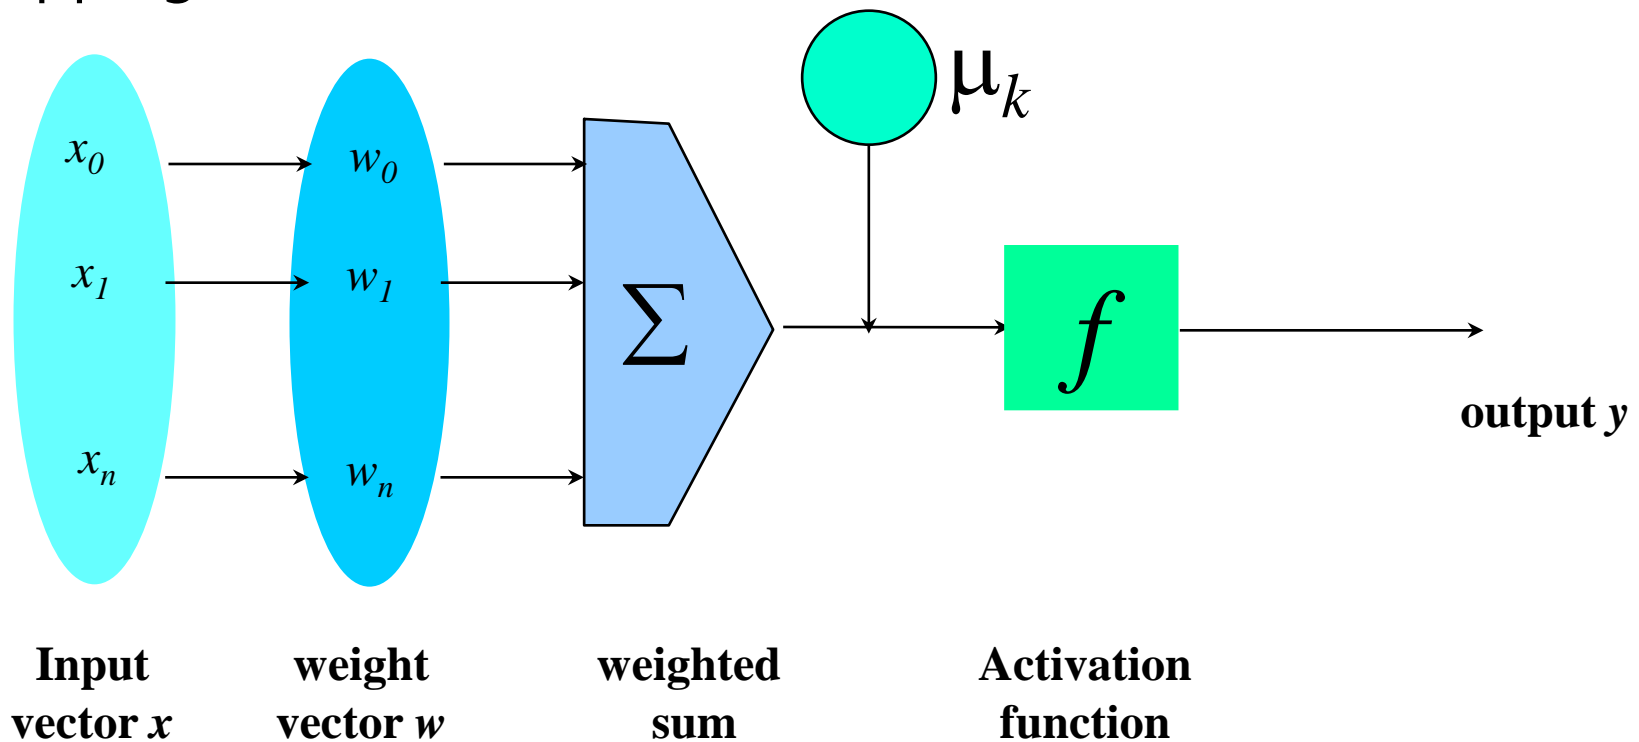 μk
x0
w0
x1
w1
Σ
f
output y
xn
wn
Input
vector x
weight
vector w
weighted
sum
Activation
function